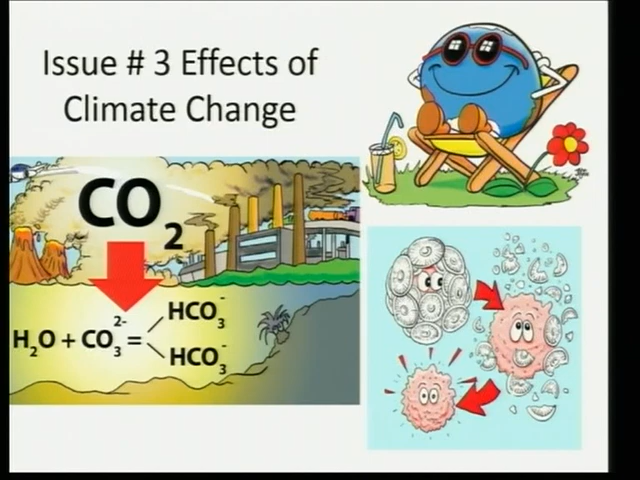 Issue # 3 Effects of
Climate Change
CO₂
HCO₃⁻
H₂O + CO₃²⁻ =
HCO₃⁻